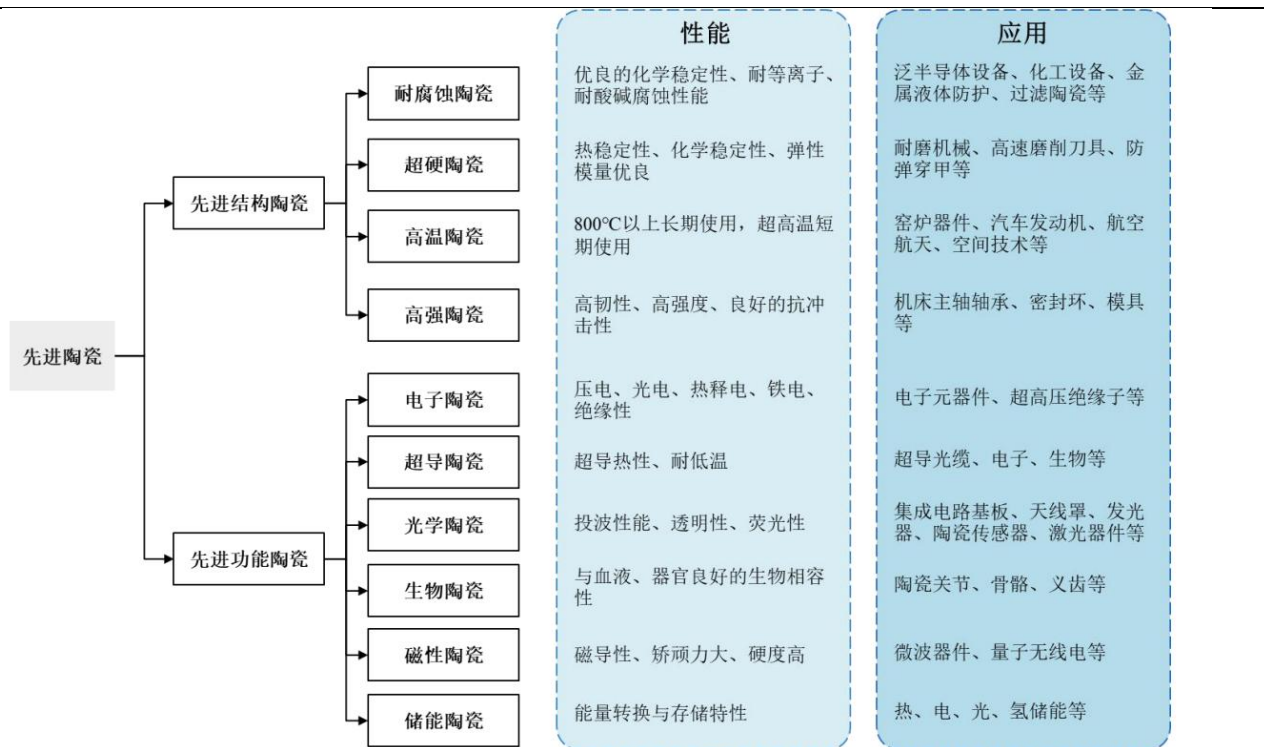 性能
应用
耐腐蚀陶瓷
优良的化学稳定性、耐等离子、
耐酸碱腐蚀性能
泛半导体设备、化工设备、金
属液体防护、过滤陶瓷等
超硬陶瓷
热稳定性、化学稳定性、弹性
模量优良
耐磨机械、高速磨削刀具、防
弹穿甲等
先进结构陶瓷
高温陶瓷
800℃以上长期使用，超高温短
期使用
窑炉器件、汽车发动机、航空
航天、空间技术等
高强陶瓷
高韧性、高强度、良好的抗冲
击性
机床主轴轴承、密封环、模具
等
先进陶瓷
电子陶瓷
压电、光电、热释电、铁电、
绝缘性
电子元器件、超高压绝缘子等
超导陶瓷
超导热性、耐低温
超导光缆、电子、生物等
光学陶瓷
投波性能、透明性、荧光性
集成电路基板、天线罩、发光
器、陶瓷传感器、激光器件等
先进功能陶瓷
生物陶瓷
与血液、器官良好的生物相容
性
陶瓷关节、骨骼、义齿等
磁性陶瓷
磁导性、矫顽力大、硬度高
微波器件、量子无线电等
储能陶瓷
能量转换与存储特性
热、电、光、氢储能等